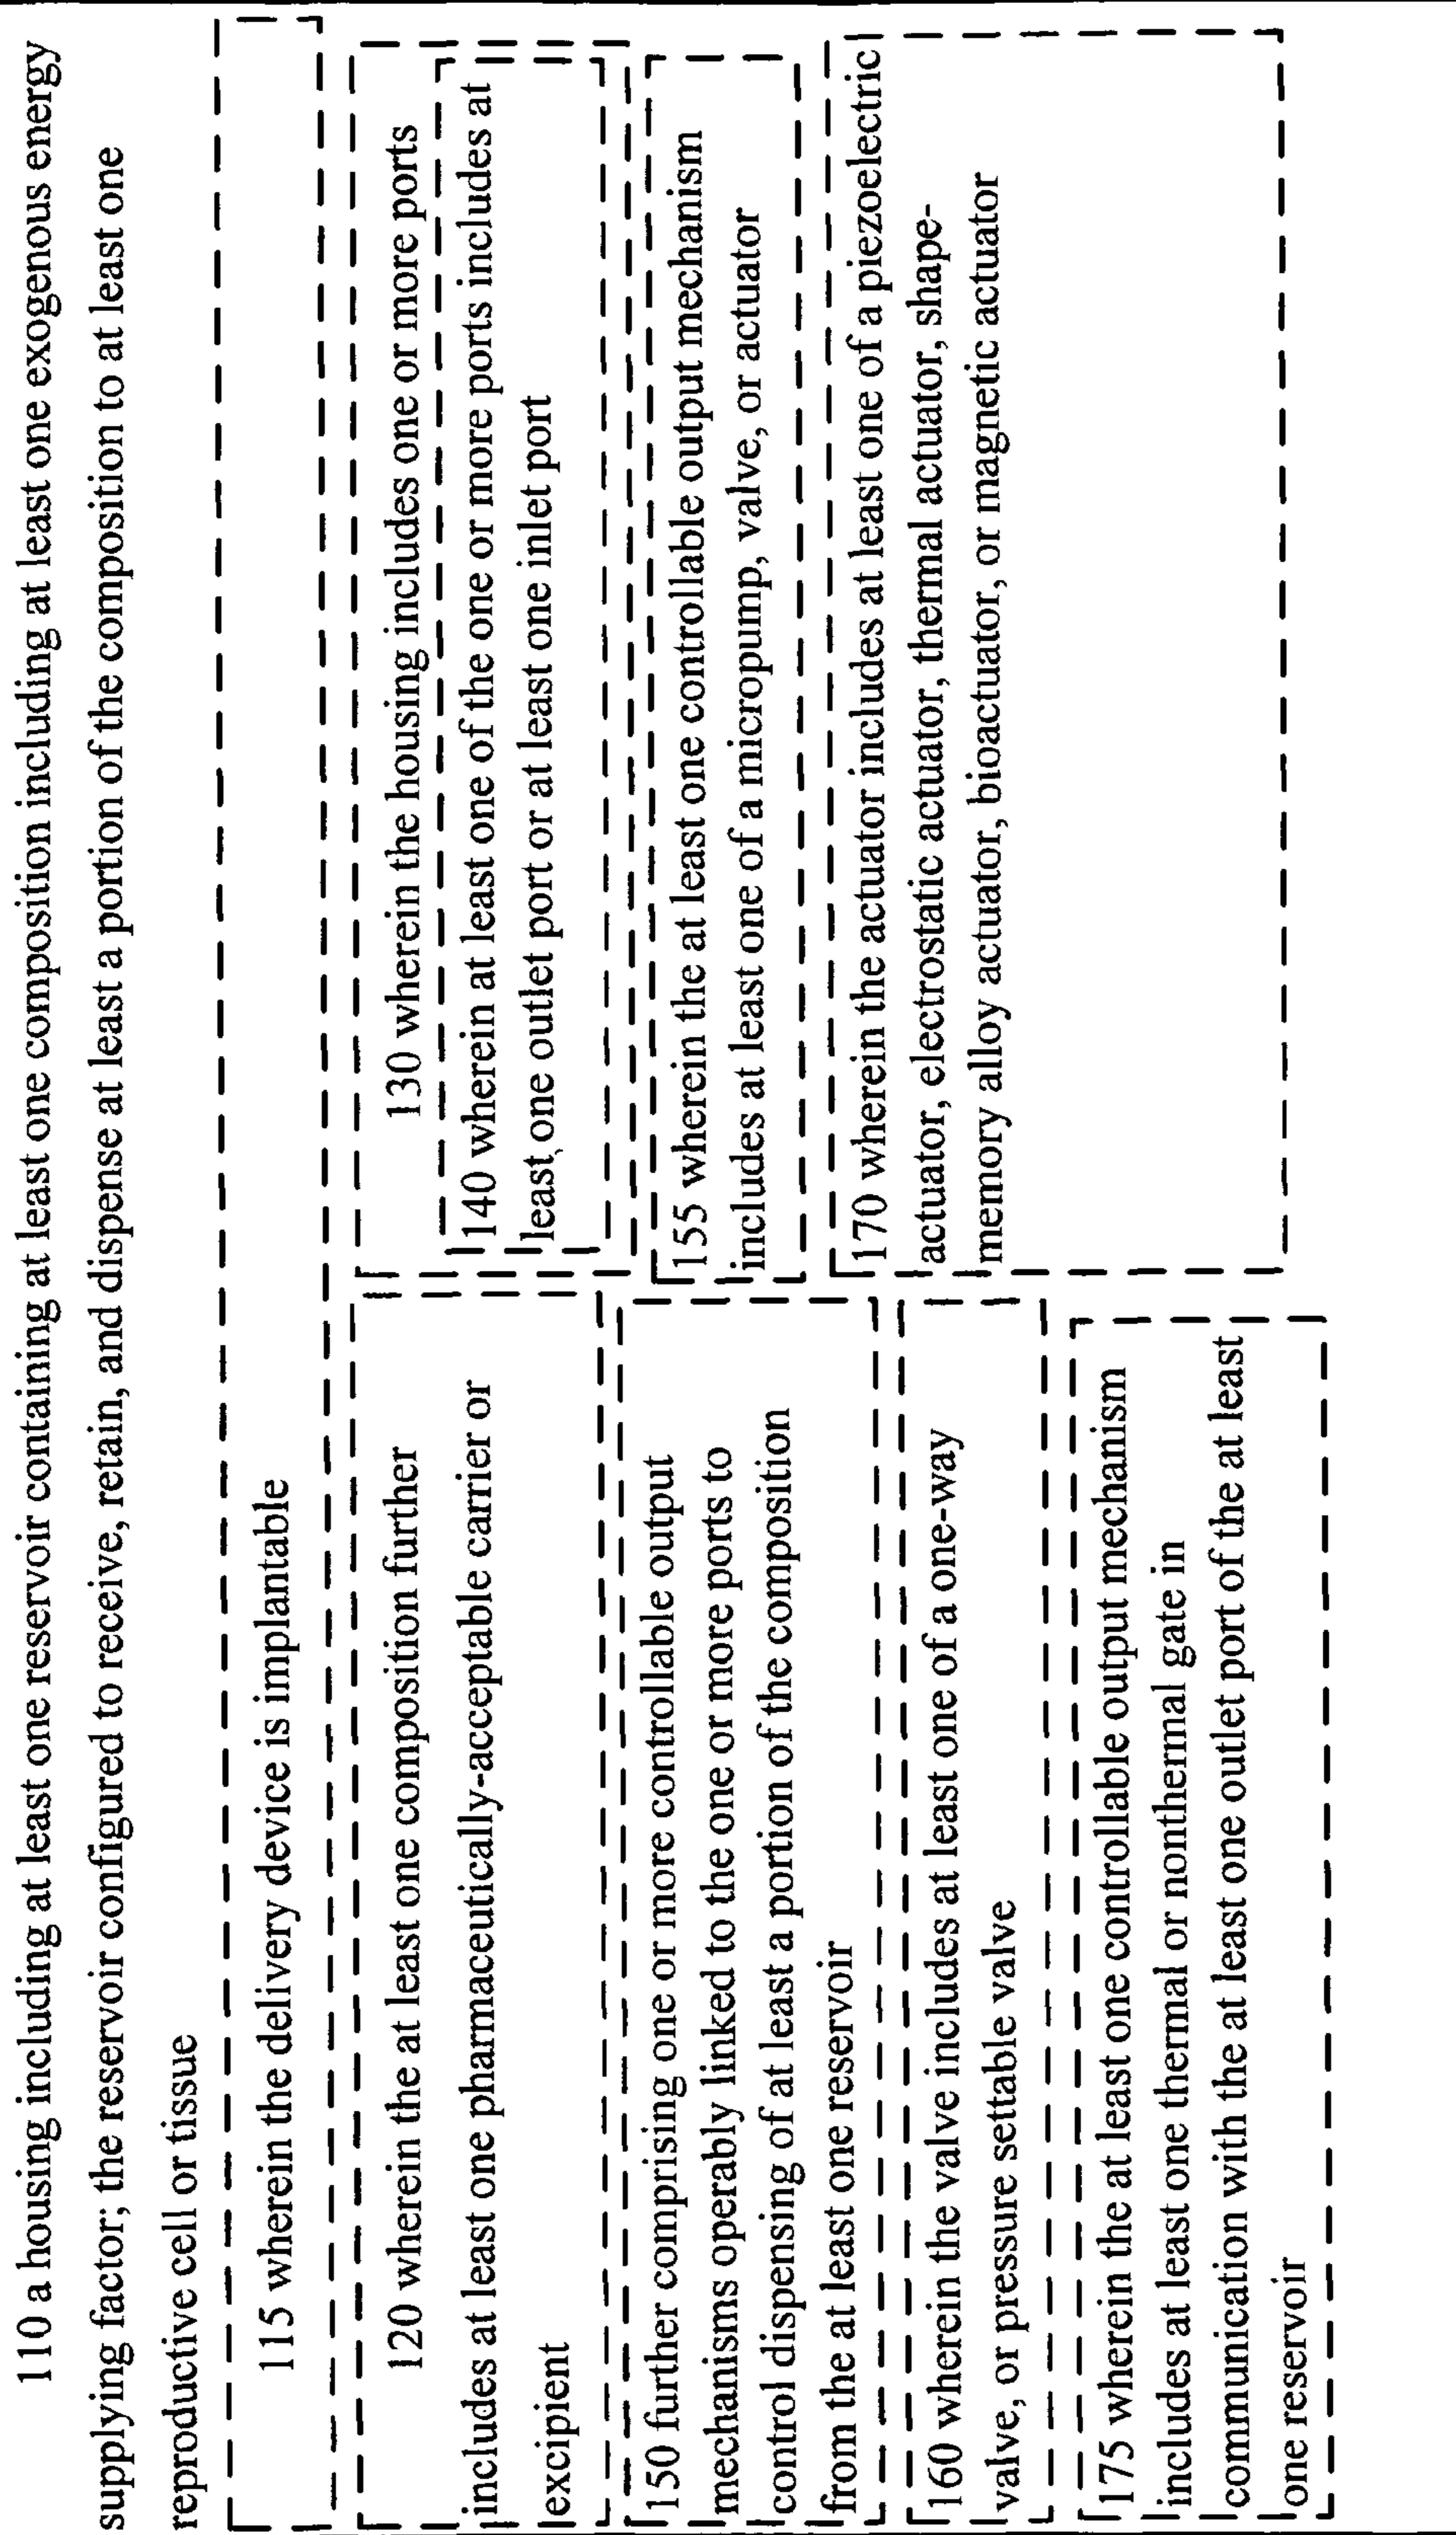 110 a housing including at least one reservoir containing at least one composition including at least one exogenous energy
supplying factor; the reservoir configured to receive, retain, and dispense at least a portion of the composition to at least one
reproductive cell or tissue
115 wherein the delivery device is implantable
120 wherein the at least one composition further
includes at least one pharmaceutically-acceptable carrier or
excipient
130 wherein the housing includes one or more ports
140 wherein at least one of the one or more ports includes at
least one outlet port or at least one inlet port
150 further comprising one or more controllable output
mechanisms operably linked to the one or more ports to
control dispensing of at least a portion of the composition
from the at least one reservoir
155 wherein the at least one controllable output mechanism
includes at least one of a micropump, valve, or actuator
160 wherein the valve includes at least one of a one-way
valve, or pressure settable valve
170 wherein the actuator includes at least one of a piezoelectric
actuator, electrostatic actuator, thermal actuator, shape-
memory alloy actuator, bioactuator, or magnetic actuator
175 wherein the at least one controllable output mechanism
includes at least one thermal or nonthermal gate in
communication with the at least one outlet port of the at least
one reservoir